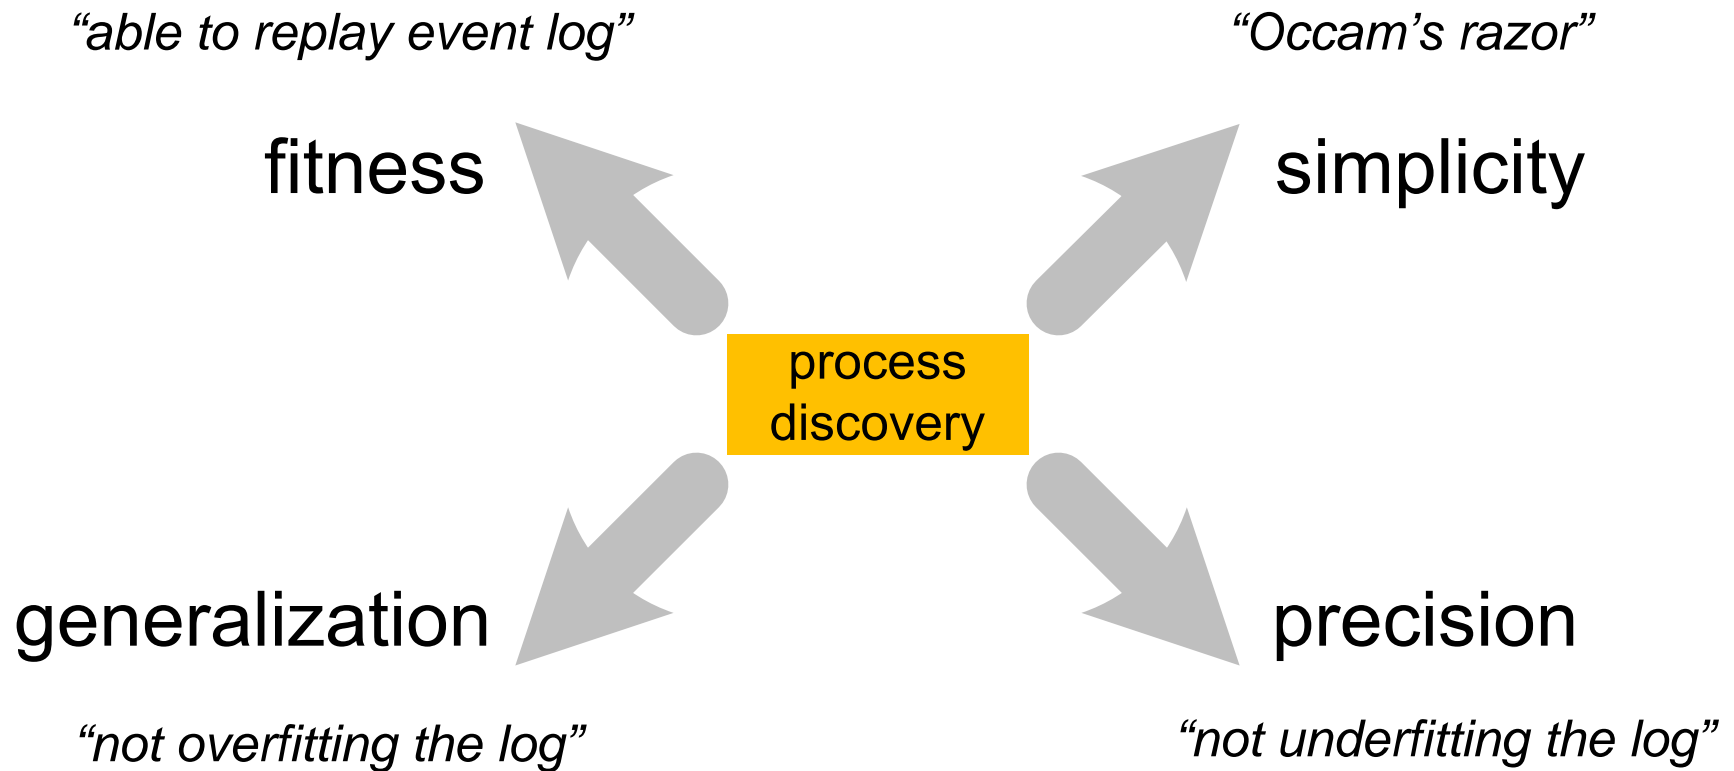 “able to replay event log”
“Occam’s razor”
fitness
simplicity
process
discovery
generalization
precision
“not overfitting the log”
“not underfitting the log”